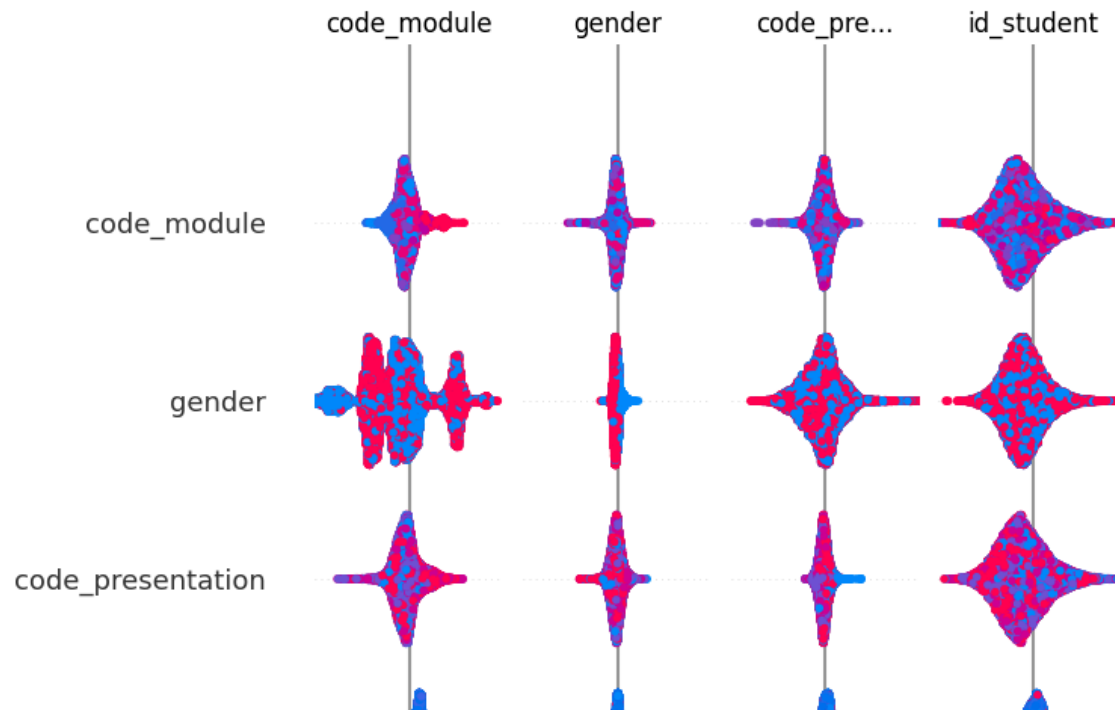 code_module gender code_pre... id_student
code_module
gender
code_presentation